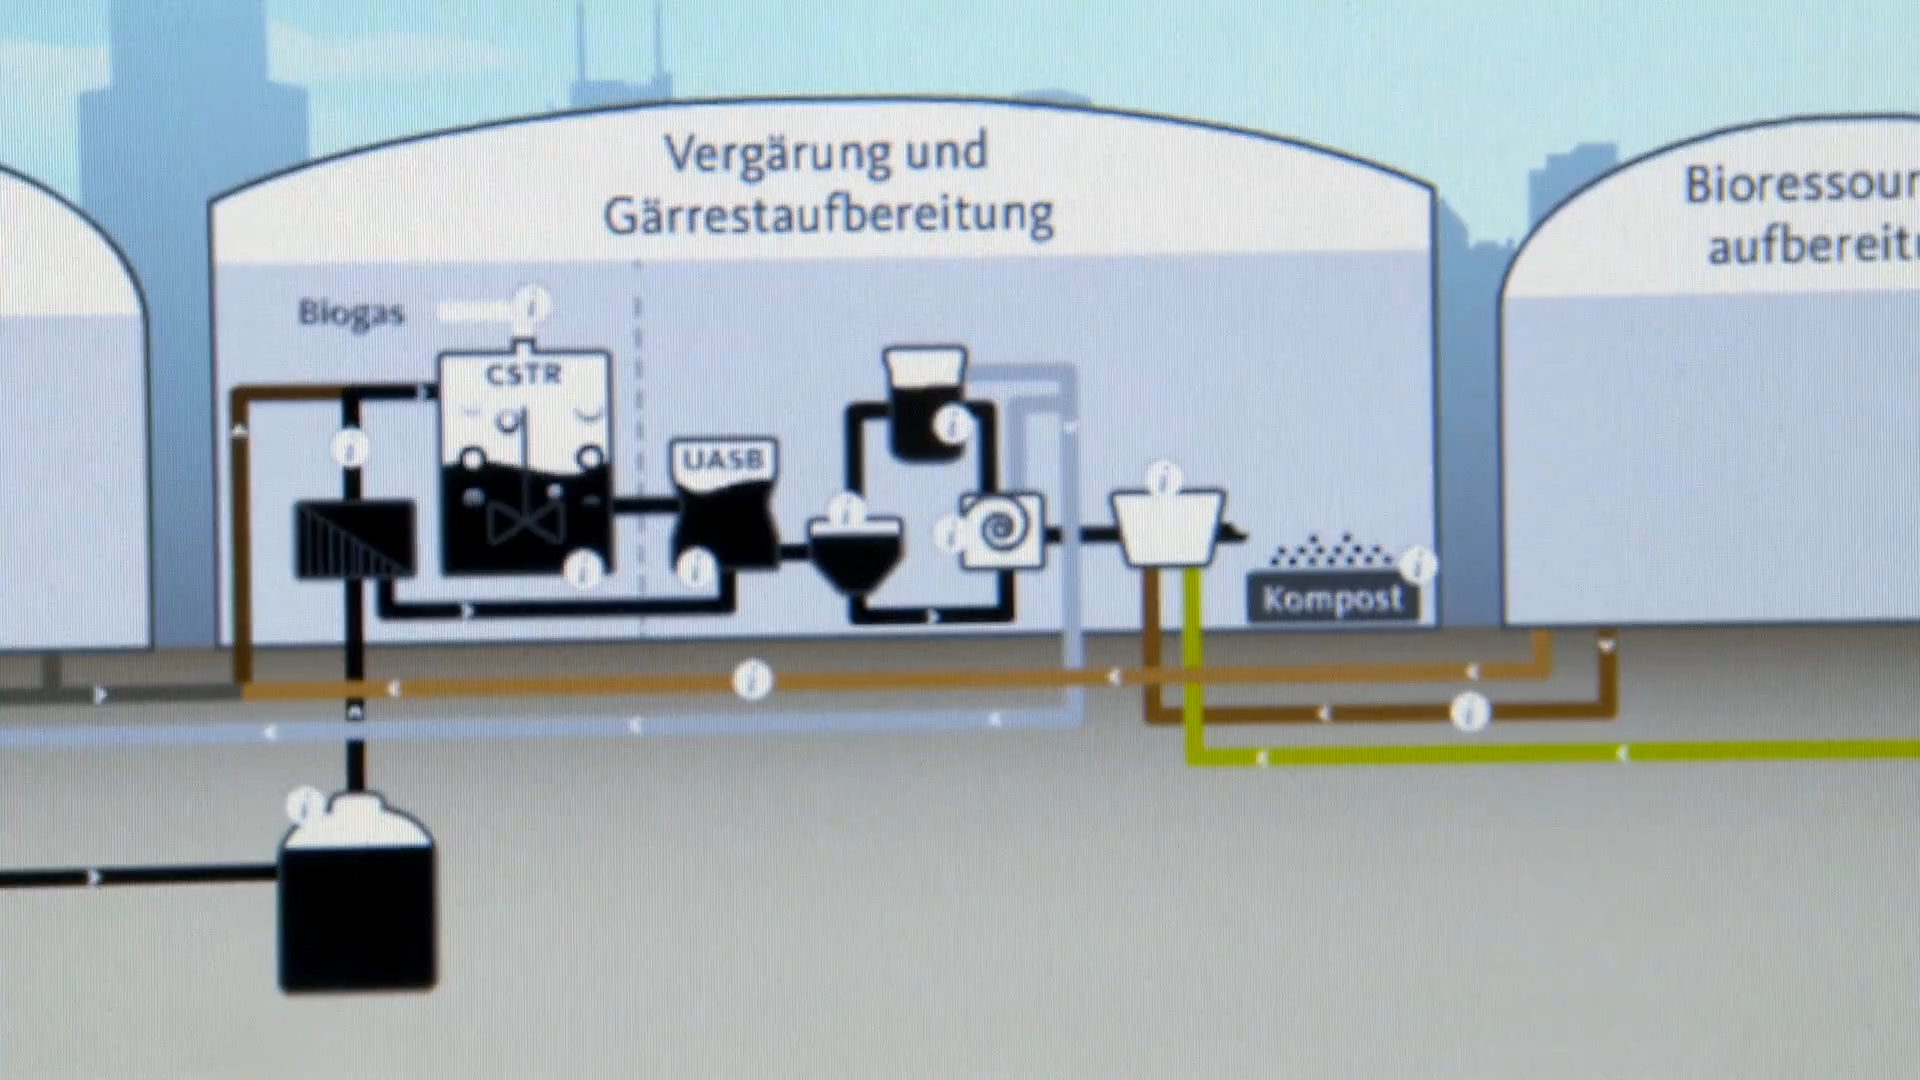 Vergärung und
Gärrestaufbereitung
Bioressour
aufbereit
Biogas
CSTR
UASB
Kompost